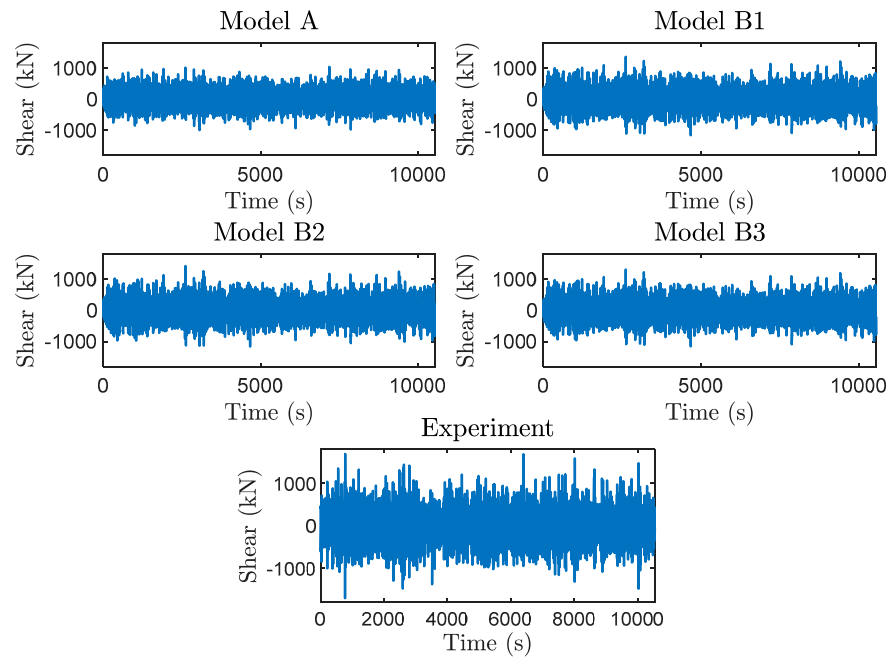 Model A
Shear (kN)
1000
0
-1000
0 5000 10000
Time (s)
Model B1
Shear (kN)
1000
0
-1000
0 5000 10000
Time (s)
Model B2
Shear (kN)
1000
0
-1000
0 5000 10000
Time (s)
Model B3
Shear (kN)
1000
0
-1000
0 5000 10000
Time (s)
Experiment
Shear (kN)
1000
0
-1000
0 2000 4000 6000 8000 10000
Time (s)